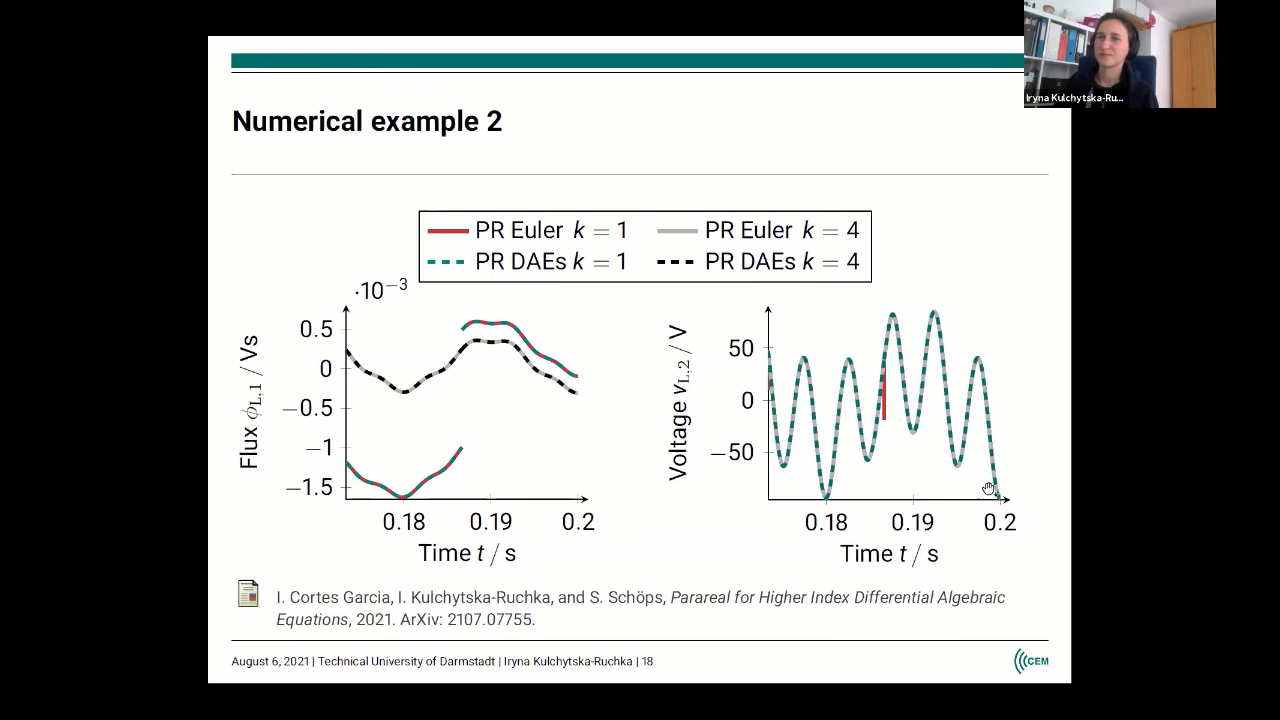 Iryna Kulchytska-Ru...
Numerical example 2
PR Euler k = 1 PR Euler k = 4
PR DAEs k = 1 PR DAEs k = 4
·10⁻³
0.5
0
−0.5
−1
−1.5
Flux ϕL,1 / Vs
0.18 0.19 0.2
Time t / s
50
0
−50
Voltage vL,2 / V
0.18 0.19 0.2
Time t / s
I. Cortes Garcia, I. Kulchytska-Ruchka, and S. Schöps, Parareal for Higher Index Differential Algebraic
Equations, 2021. ArXiv: 2107.07755.
August 6, 2021 | Technical University of Darmstadt | Iryna Kulchytska-Ruchka | 18
CEM